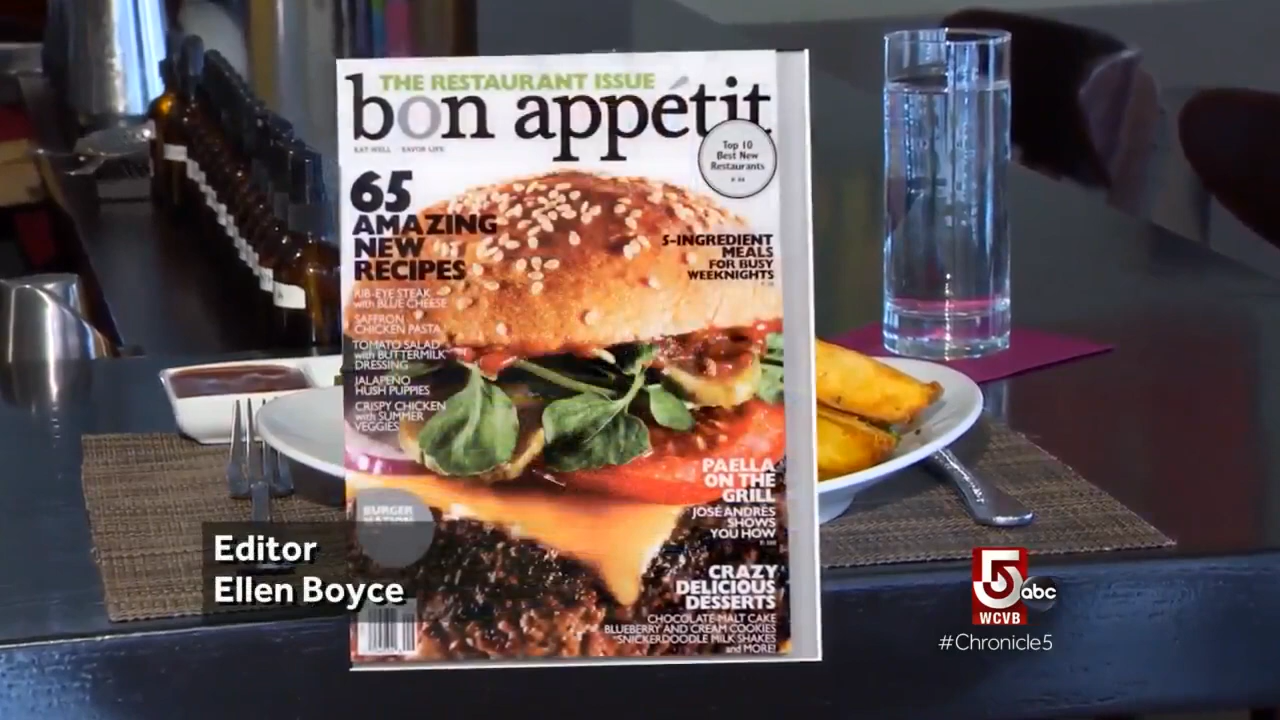 THE RESTAURANT ISSUE
bon appétit
EAT WELL SAVOR LIFE
Top 10
Best New
Restaurants
65
AMAZING
NEW
RECIPES
RIB-EYE STEAK
with BLUE CHEESE
SAFFRON
CHICKEN PASTA
TOMATO SALAD
with BUTTERMILK
DRESSING
JALAPEÑO
HUSH PUPPIES
CRISPY CHICKEN
with SUMMER
VEGGIES
5-INGREDIENT
MEALS
FOR BUSY
WEEKNIGHTS
PAELLA
ON THE
GRILL
JOSÉ ANDRÉS
SHOWS
YOU HOW
BURGER
NATION
CRAZY
DELICIOUS
DESSERTS
CHOCOLATE-MALT CAKE
BLUEBERRY AND CREAM COOKIES
SNICKERDOODLE MILK SHAKES
and MORE!
Editor
Ellen Boyce
5
abc
WCVB
#Chronicle5